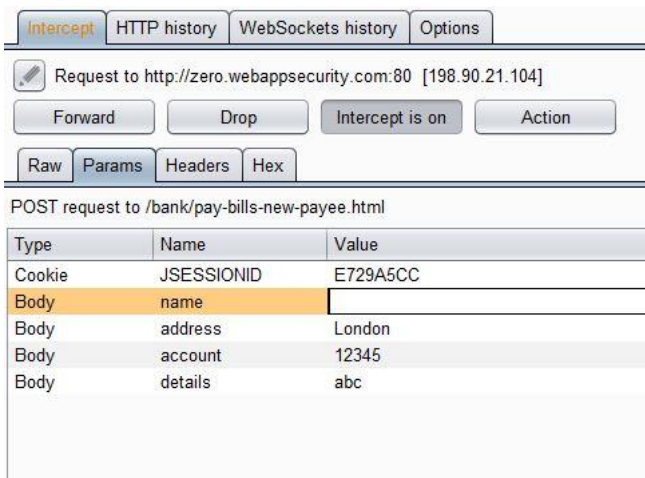 Intercept HTTP history WebSockets history Options
Request to http://zero.webappsecurity.com:80 [198.90.21.104]
Forward Drop Intercept is on Action
Raw Params Headers Hex
POST request to /bank/pay-bills-new-payee.html
Type Name Value
Cookie JSESSIONID E729A5CC
Body name
Body address London
Body account 12345
Body details abc